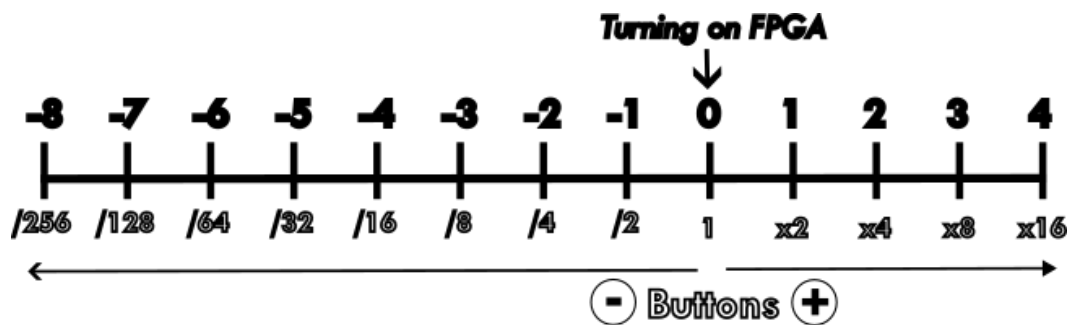 Turning on FPGA
-8 -7 -6 -5 -4 -3 -2 -1 0 1 2 3 4
/256 /128 /64 /32 /16 /8 /4 /2 1 x2 x4 x8 x16
- Buttons +